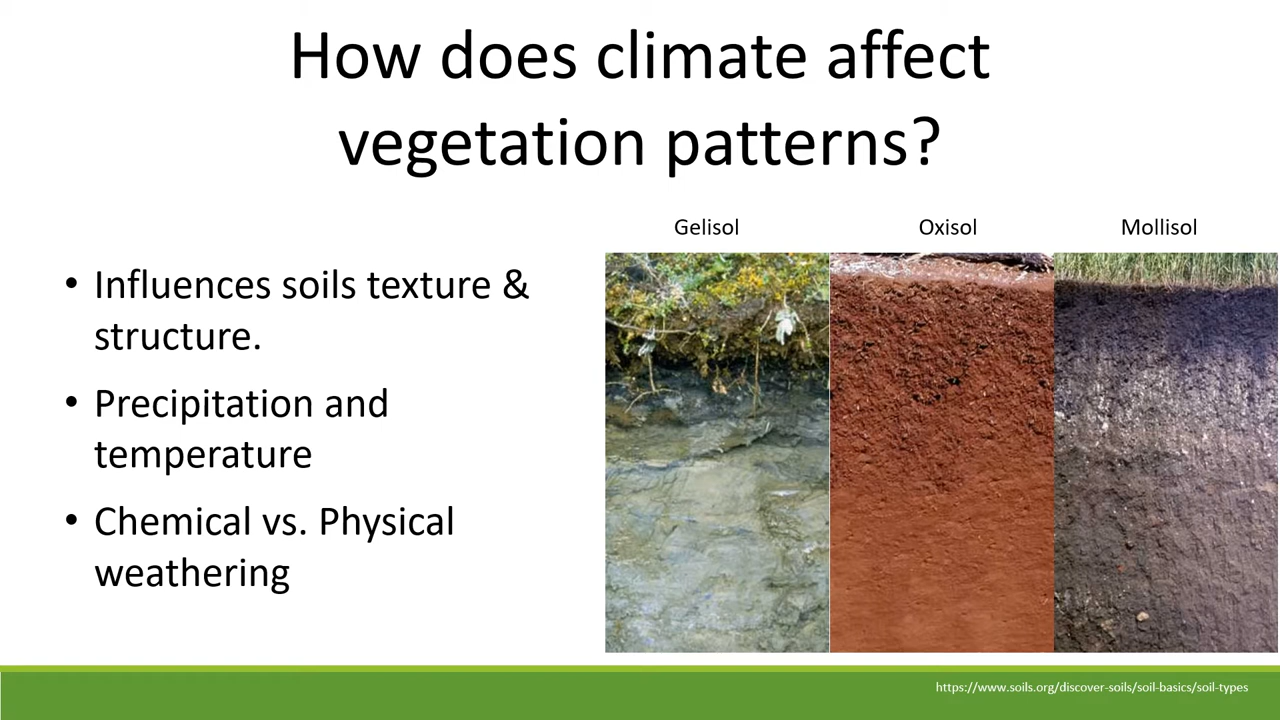 How does climate affect
vegetation patterns?
Gelisol
Oxisol
Mollisol
• Influences soils texture &
structure.
• Precipitation and
temperature
• Chemical vs. Physical
weathering
https://www.soils.org/discover-soils/soil-basics/soil-types